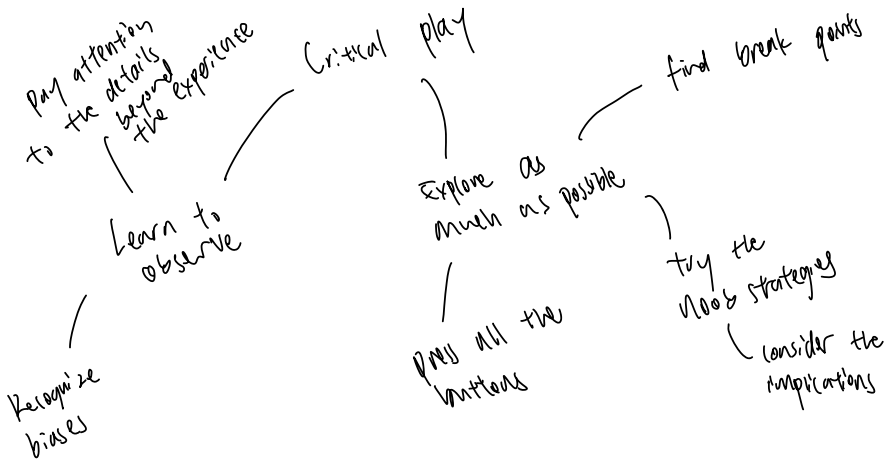 Critical play
Pay attention
to the details
beyond
the experience
Learn to
observe
Recognize
biases
Explore as
much as possible
find break points
press all the
buttons
try the
noob strategies
consider the
implications